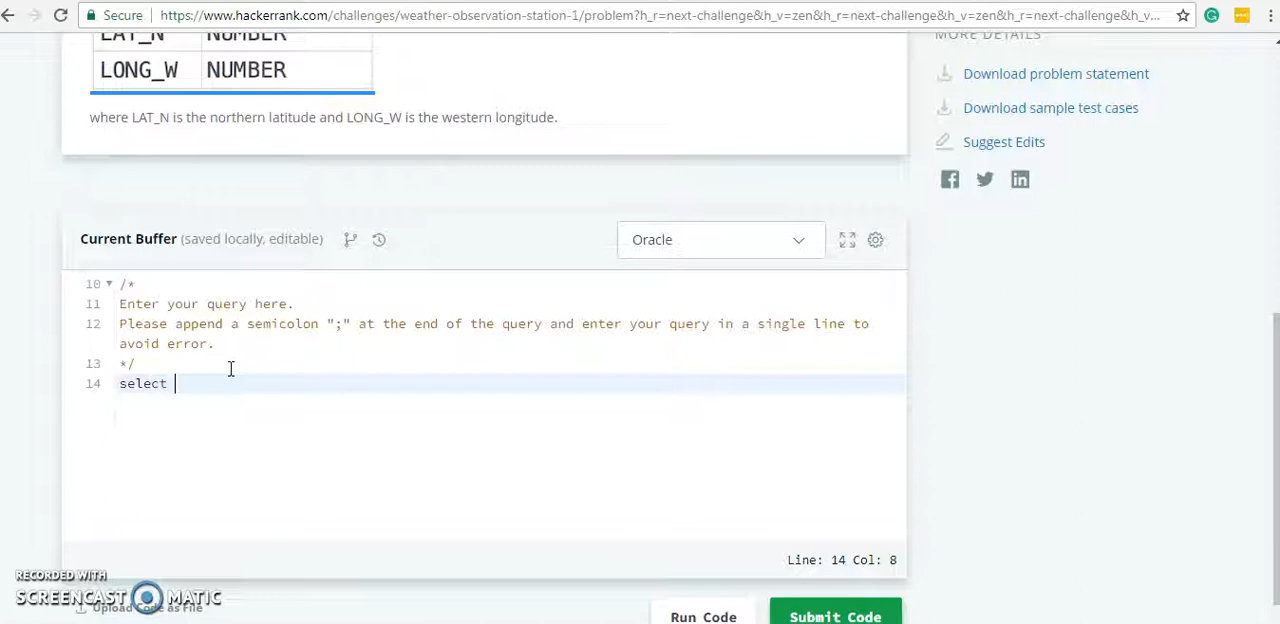 Secure
https://www.hackerrank.com/challenges/weather-observation-station-1/problem?h_r=next-challenge&h_v=zen&h_r=next-challenge&h_v=zen&h_r=next-challenge&h_v...
LAT_N NUMBER
LONG_W NUMBER
where LAT_N is the northern latitude and LONG_W is the western longitude.
MORE DETAILS
Download problem statement
Download sample test cases
Suggest Edits
Current Buffer (saved locally, editable)
Oracle
10 /*
11 Enter your query here.
12 Please append a semicolon ";" at the end of the query and enter your query in a single line to
avoid error.
13 */
14 select
Line: 14 Col: 8
RECORDED WITH
SCREENCAST MATIC
Upload Code as File
Run Code
Submit Code